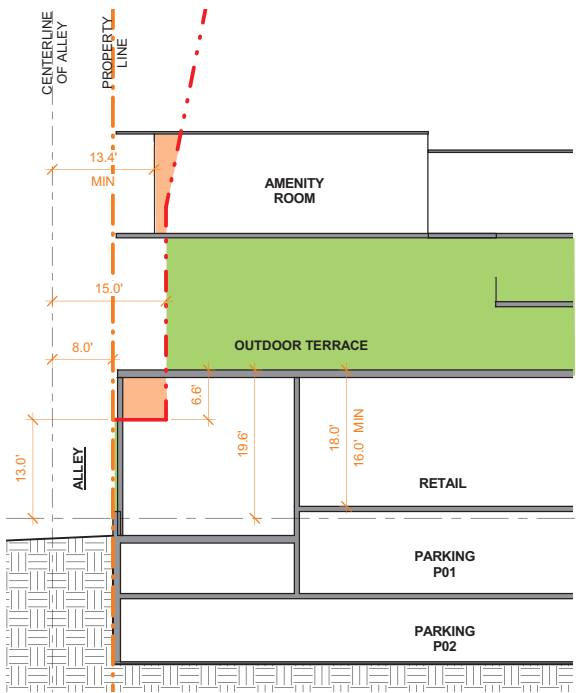 CENTERLINE
OF ALLEY
PROPERTY
LINE
13.4'
MIN
AMENITY
ROOM
15.0'
OUTDOOR TERRACE
8.0'
6.6'
19.6'
18.0'
16.0' MIN
13.0'
ALLEY
RETAIL
PARKING
P01
PARKING
P02